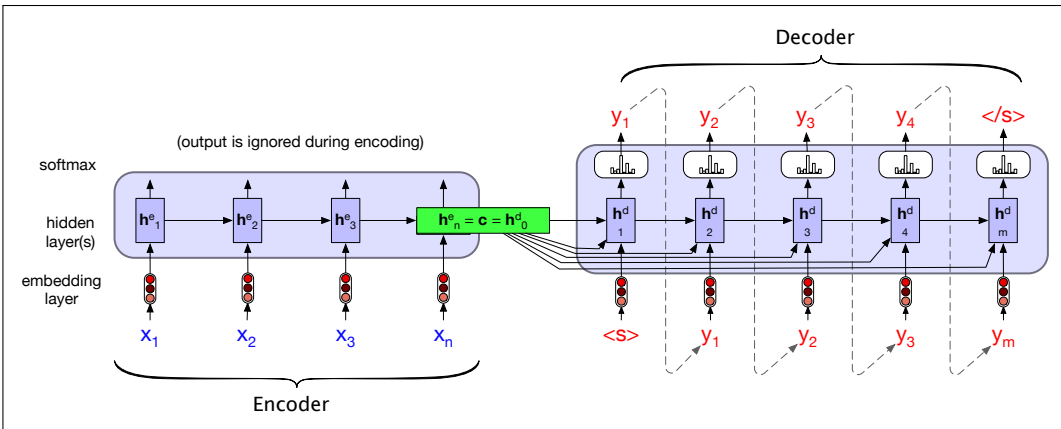 Decoder
y1 y2 y3 y4 </s>
(output is ignored during encoding)
softmax
hidden
layer(s)
he1 he2 he3 hen = c = hd0 hd1 hd2 hd3 hd4 hdm
embedding
layer
x1 x2 x3 xn <s> y1 y2 y3 ym
Encoder